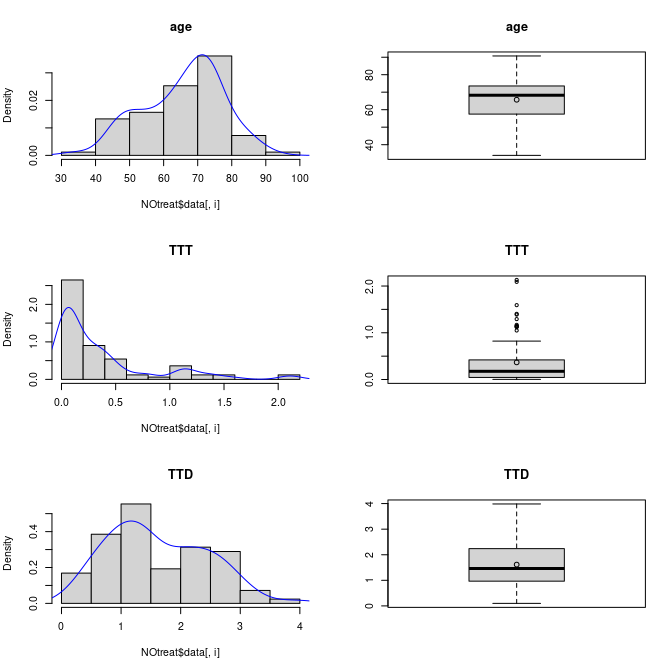 age
age
Density
0.00 0.02
30 40 50 60 70 80 90 100
NOtreat$data[, i]
40 60 80
TTT
TTT
Density
0.0 1.0 2.0
0.0 0.5 1.0 1.5 2.0
NOtreat$data[, i]
0.0 1.0 2.0
TTD
TTD
Density
0.0 0.2 0.4
0 1 2 3 4
NOtreat$data[, i]
0 1 2 3 4